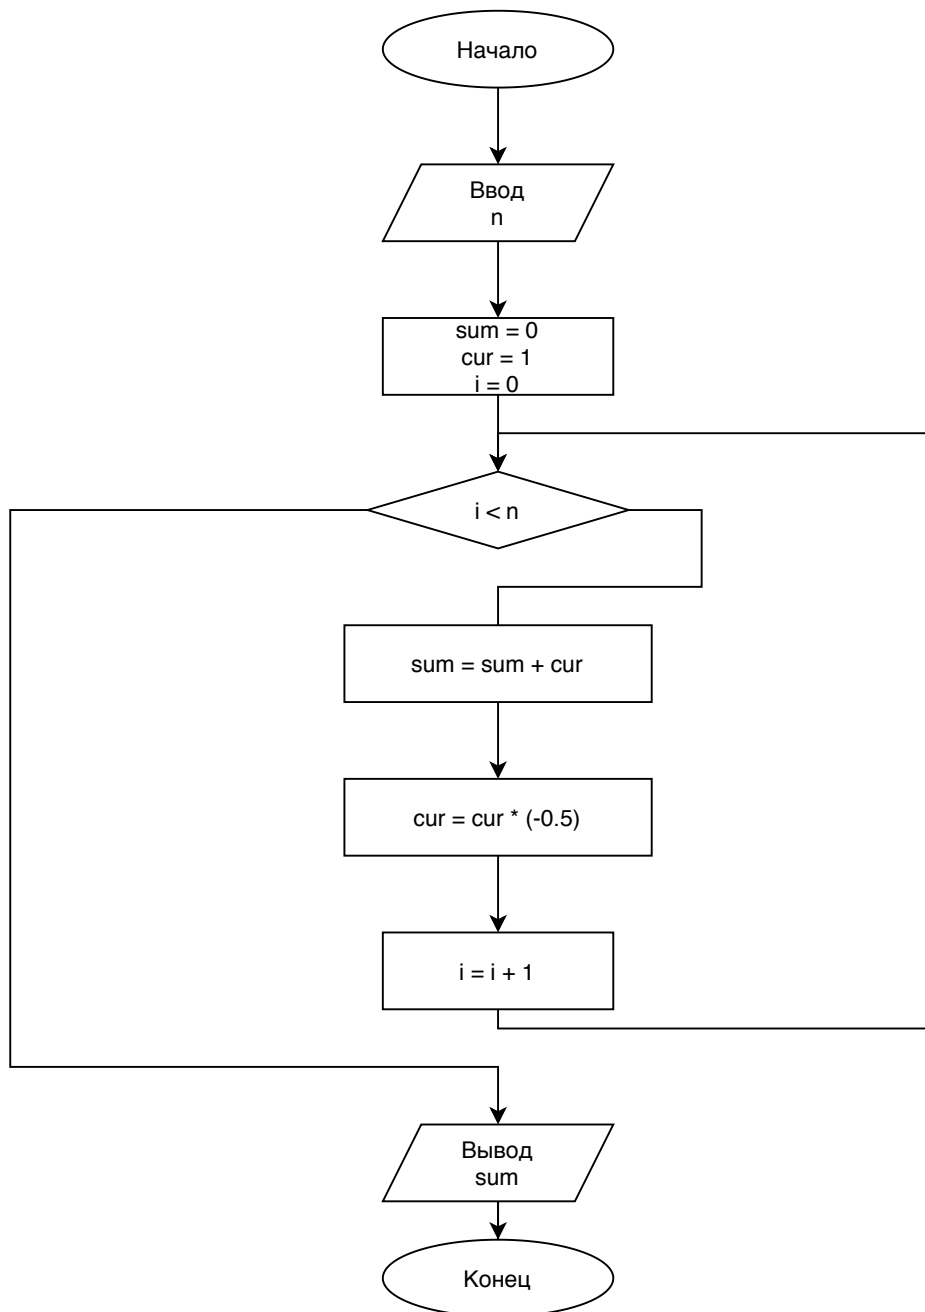 Начало
Ввод
n
sum = 0
cur = 1
i = 0
i < n
sum = sum + cur
cur = cur * (-0.5)
i = i + 1
Вывод
sum
Конец